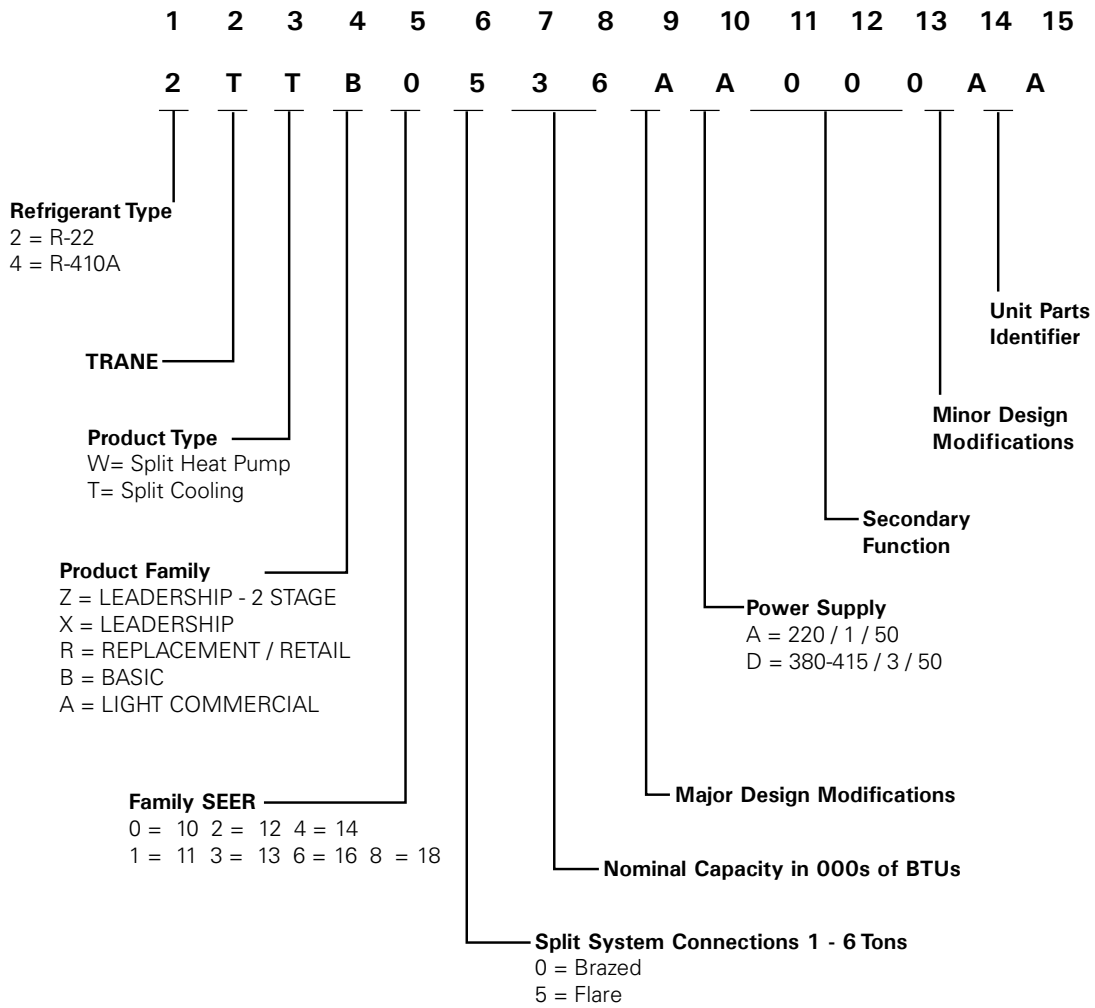 1 2 3 4 5 6 7 8 9 10 11 12 13 14 15
2 T T B 0 5 3 6 A A 0 0 0 A A
Refrigerant Type
2 = R-22
4 = R-410A
TRANE
Product Type
W= Split Heat Pump
T= Split Cooling
Product Family
Z = LEADERSHIP - 2 STAGE
X = LEADERSHIP
R = REPLACEMENT / RETAIL
B = BASIC
A = LIGHT COMMERCIAL
Family SEER
0 = 10 2 = 12 4 = 14
1 = 11 3 = 13 6 = 16 8 = 18
Split System Connections 1 - 6 Tons
0 = Brazed
5 = Flare
Nominal Capacity in 000s of BTUs
Major Design Modifications
Power Supply
A = 220 / 1 / 50
D = 380-415 / 3 / 50
Secondary
Function
Minor Design
Modifications
Unit Parts
Identifier